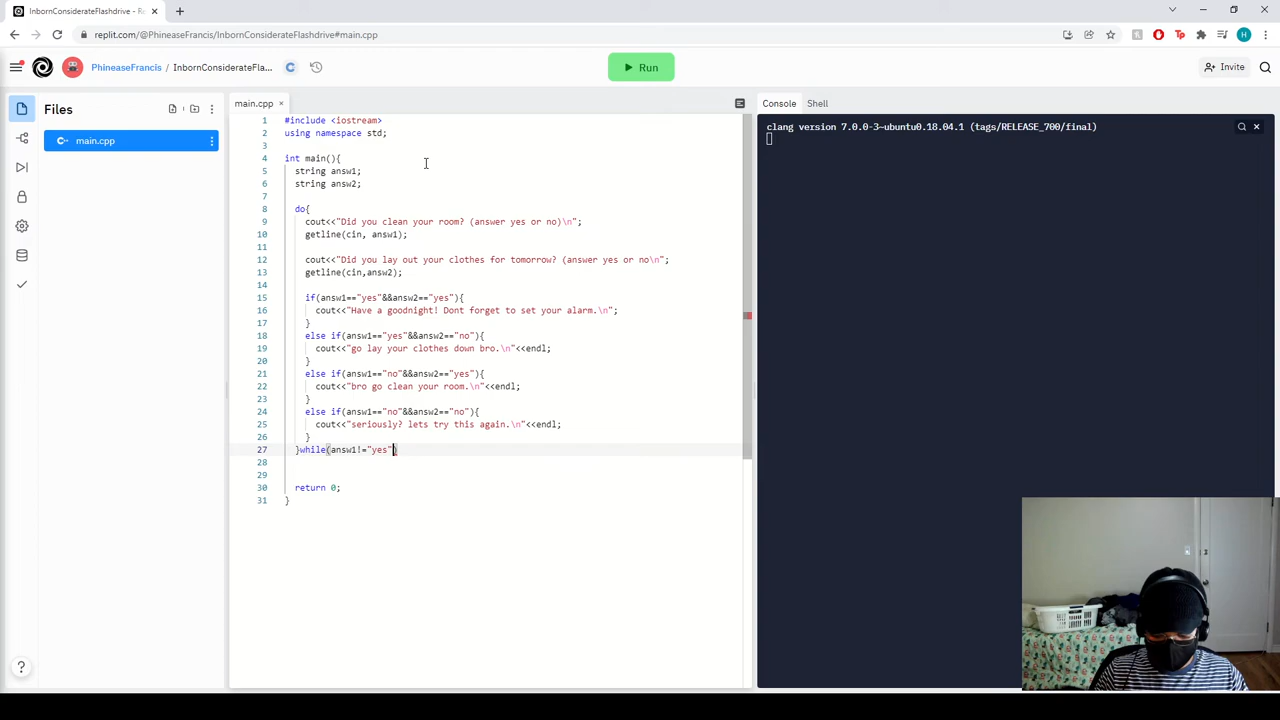 InbornConsiderateFlashdrive
replit.com/@PhineaseFrancis/InbornConsiderateFlashdrive#main.cpp
H
PhineaseFrancis / InbornConsiderateFla...
Run
Invite
Files
main.cpp
Console
Shell
main.cpp
1 #include <iostream>
2 using namespace std;
3
4 int main(){
5 string answ1;
6 string answ2;
7
8 do{
9 cout<<"Did you clean your room? (answer yes or no)\n";
10 getline(cin, answ1);
11
12 cout<<"Did you lay out your clothes for tomorrow? (answer yes or no\n";
13 getline(cin,answ2);
14
15 if(answ1=="yes"&&answ2=="yes"){
16 cout<<"Have a goodnight! Dont forget to set your alarm.\n";
17 }
18 else if(answ1=="yes"&&answ2=="no"){
19 cout<<"go lay your clothes down bro.\n"<<endl;
20 }
21 else if(answ1=="no"&&answ2=="yes"){
22 cout<<"bro go clean your room.\n"<<endl;
23 }
24 else if(answ1=="no"&&answ2=="no"){
25 cout<<"seriously? lets try this again.\n"<<endl;
26 }
27 }while(answ1!="yes")
28
29
30 return 0;
31 }
clang version 7.0.0-3~ubuntu0.18.04.1 (tags/RELEASE_700/final)
?